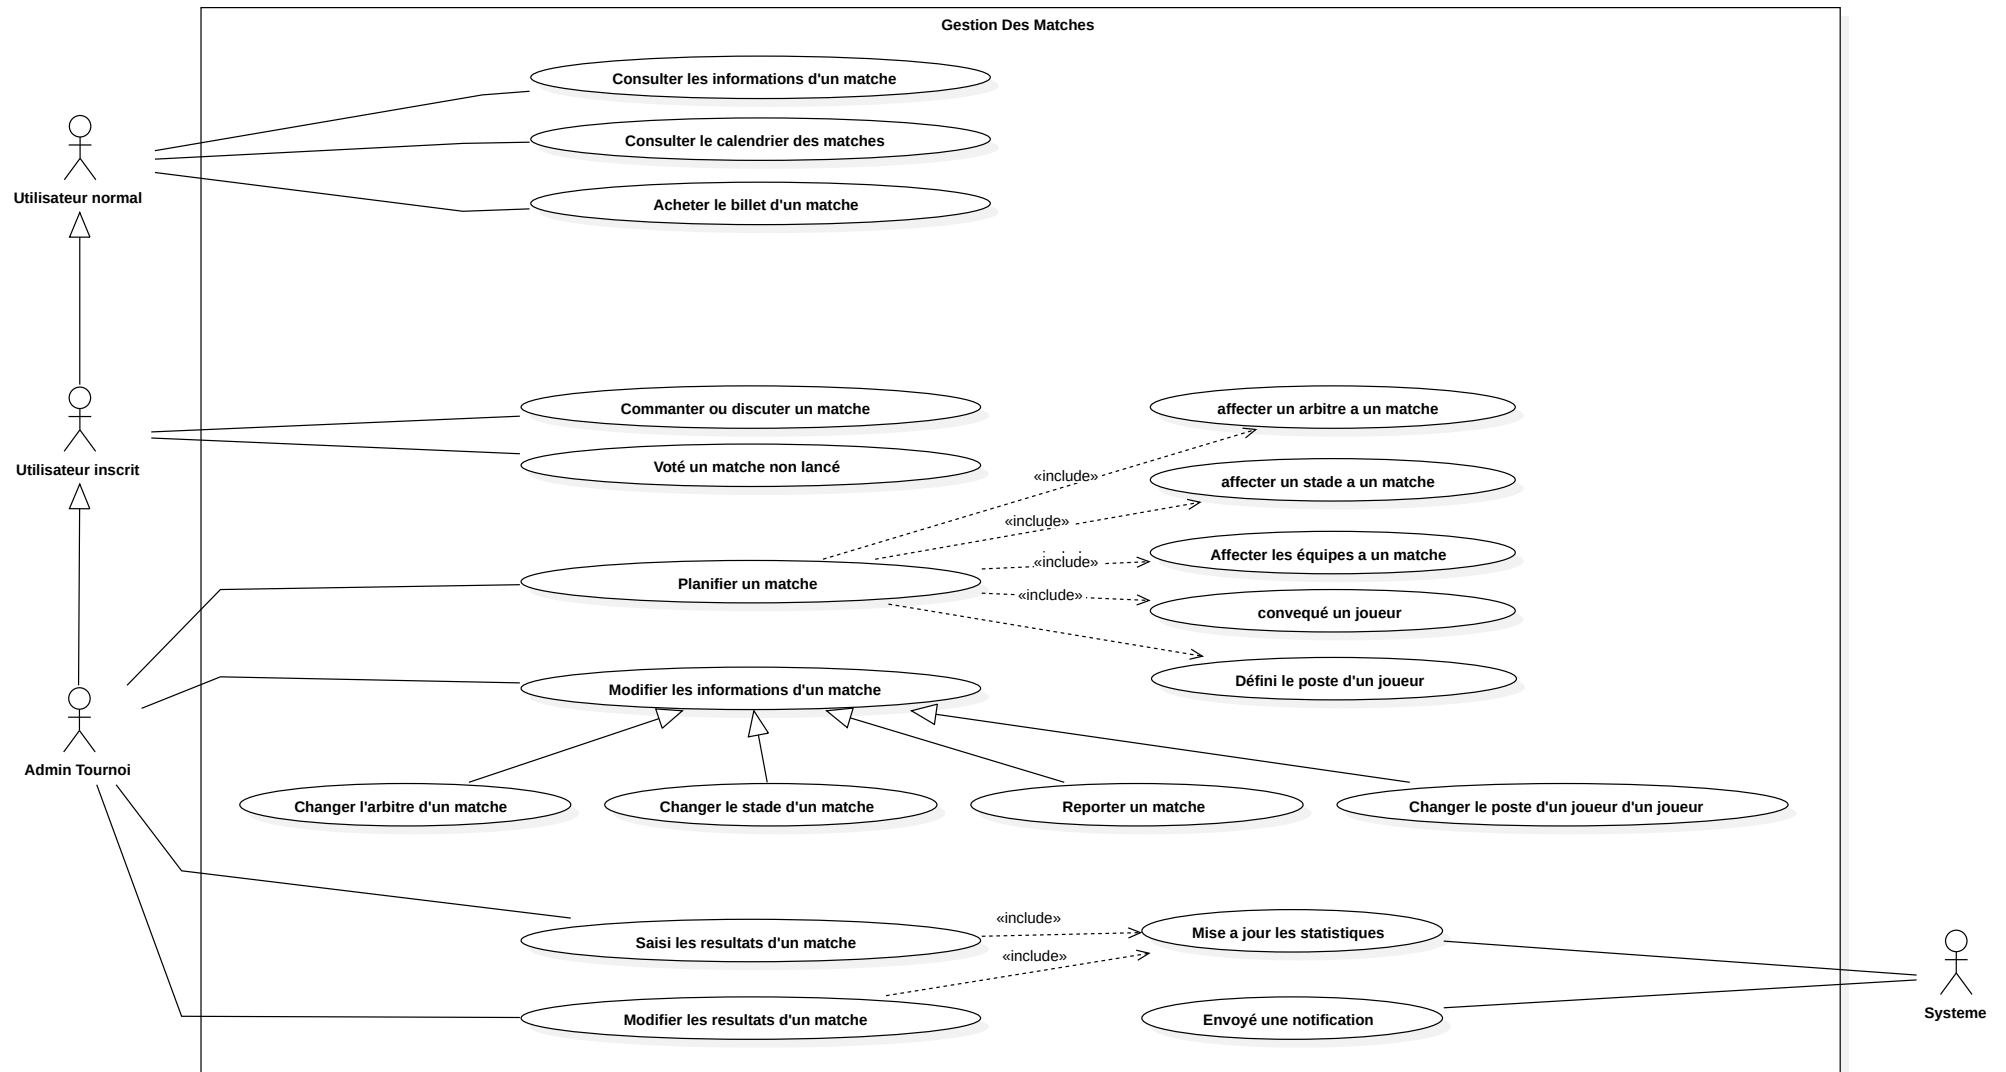 Gestion Des Matches
Consulter les informations d'un matche
Consulter le calendrier des matches
Utilisateur normal
Acheter le billet d'un matche
Commanter ou discuter un matche
affecter un arbitre a un matche
Utilisateur inscrit
Voté un matche non lancé
«include»
affecter un stade a un matche
«include»
«include»
Affecter les équipes a un matche
Planifier un matche
«include»
convequé un joueur
Défini le poste d'un joueur
Modifier les informations d'un matche
Admin Tournoi
Changer l'arbitre d'un matche
Changer le stade d'un matche
Reporter un matche
Changer le poste d'un joueur d'un joueur
«include»
Saisi les resultats d'un matche
Mise a jour les statistiques
«include»
Modifier les resultats d'un matche
Envoyé une notification
Systeme